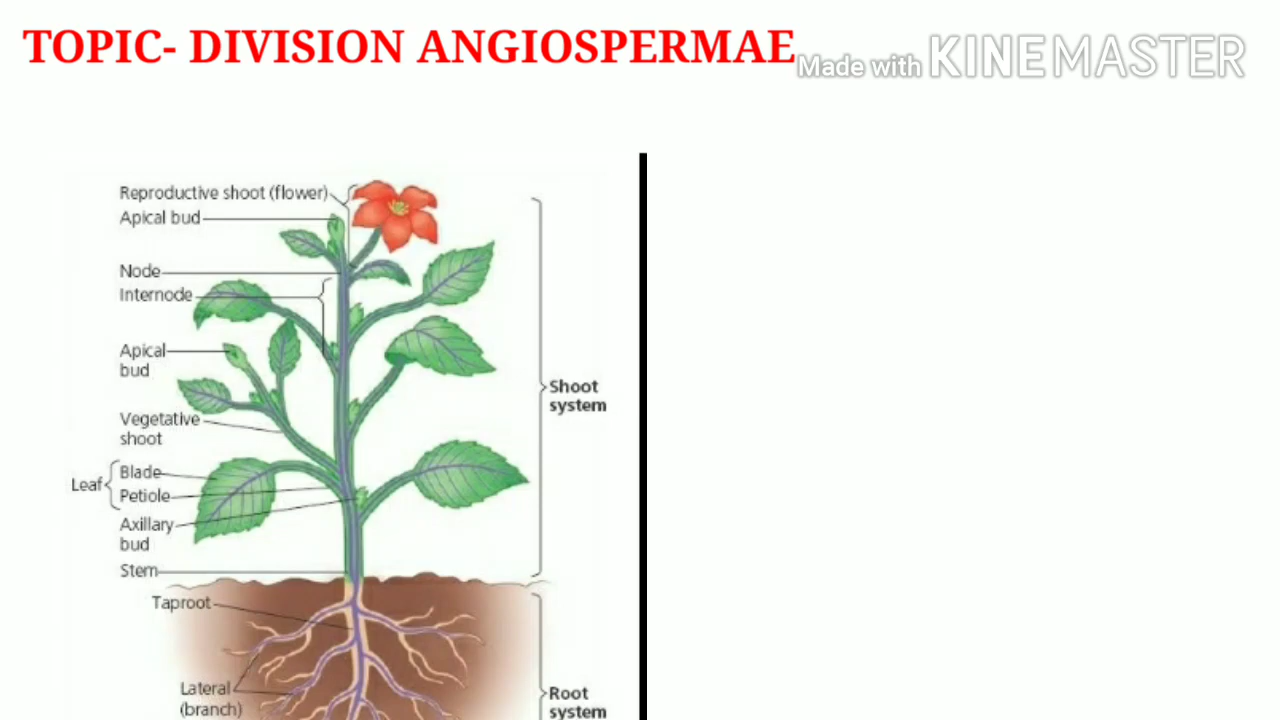 TOPIC- DIVISION ANGIOSPERMAE
Made with KINEMASTER
Reproductive shoot (flower)
Apical bud
Node
Internode
Apical
bud
Vegetative
shoot
Leaf
Blade
Petiole
Axillary
bud
Stem
Shoot
system
Taproot
Lateral
(branch)
Root
system